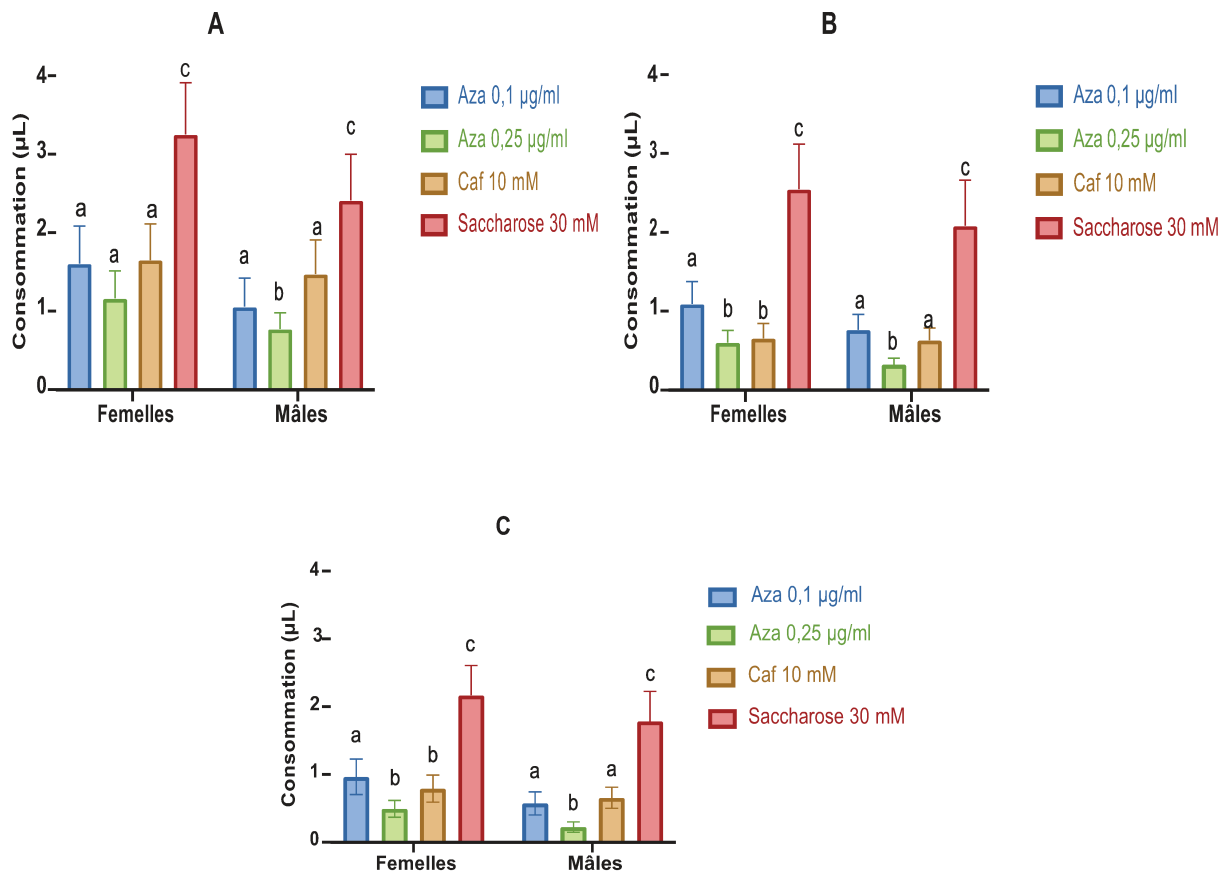 A
Consommation (µL)
4
3
2
1
0
a
a
a
c
a
b
a
c
Femelles
Mâles
Aza 0,1 µg/ml
Aza 0,25 µg/ml
Caf 10 mM
Saccharose 30 mM
B
Consommation (µL)
4
3
2
1
0
a
b
b
c
a
b
a
c
Femelles
Mâles
Aza 0,1 µg/ml
Aza 0,25 µg/ml
Caf 10 mM
Saccharose 30 mM
C
Consommation (µL)
4
3
2
1
0
a
b
b
c
a
b
a
c
Femelles
Mâles
Aza 0,1 µg/ml
Aza 0,25 µg/ml
Caf 10 mM
Saccharose 30 mM